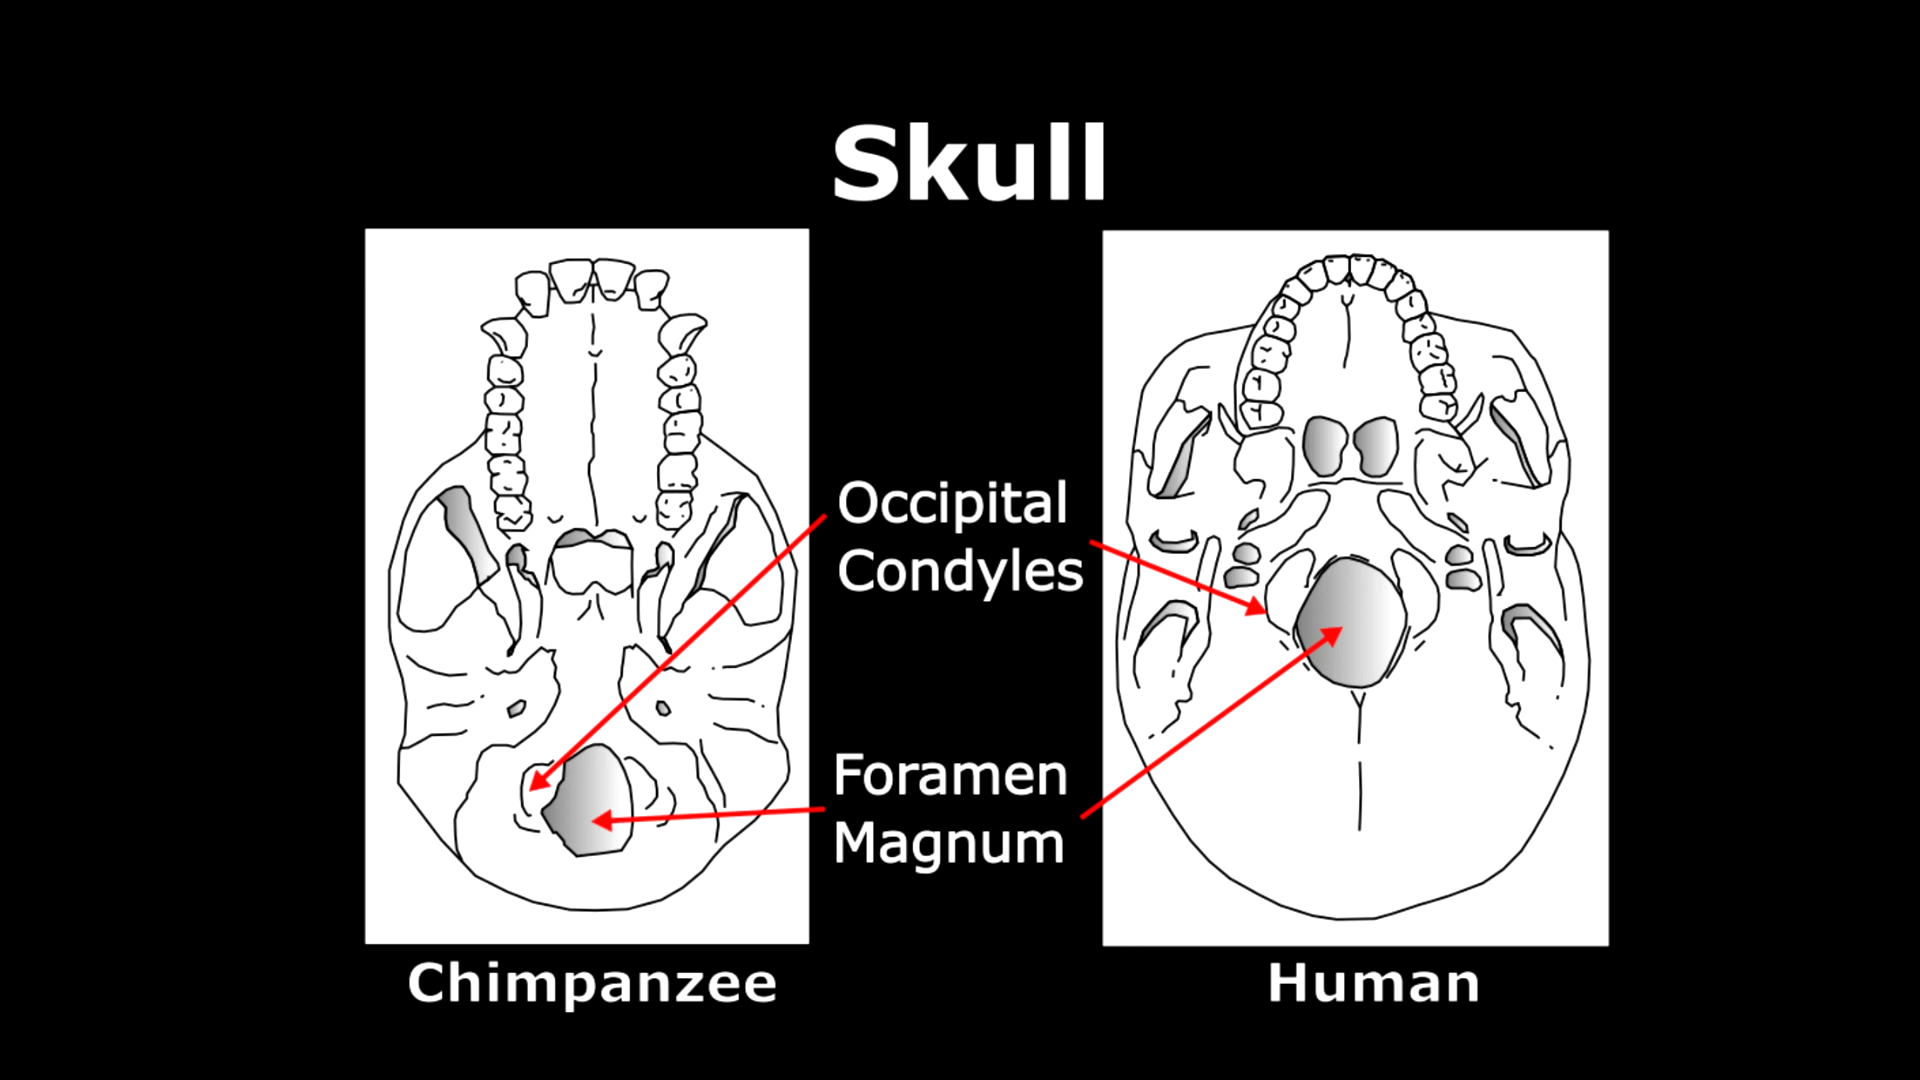 Skull
Occipital
Condyles
Foramen
Magnum
Chimpanzee
Human